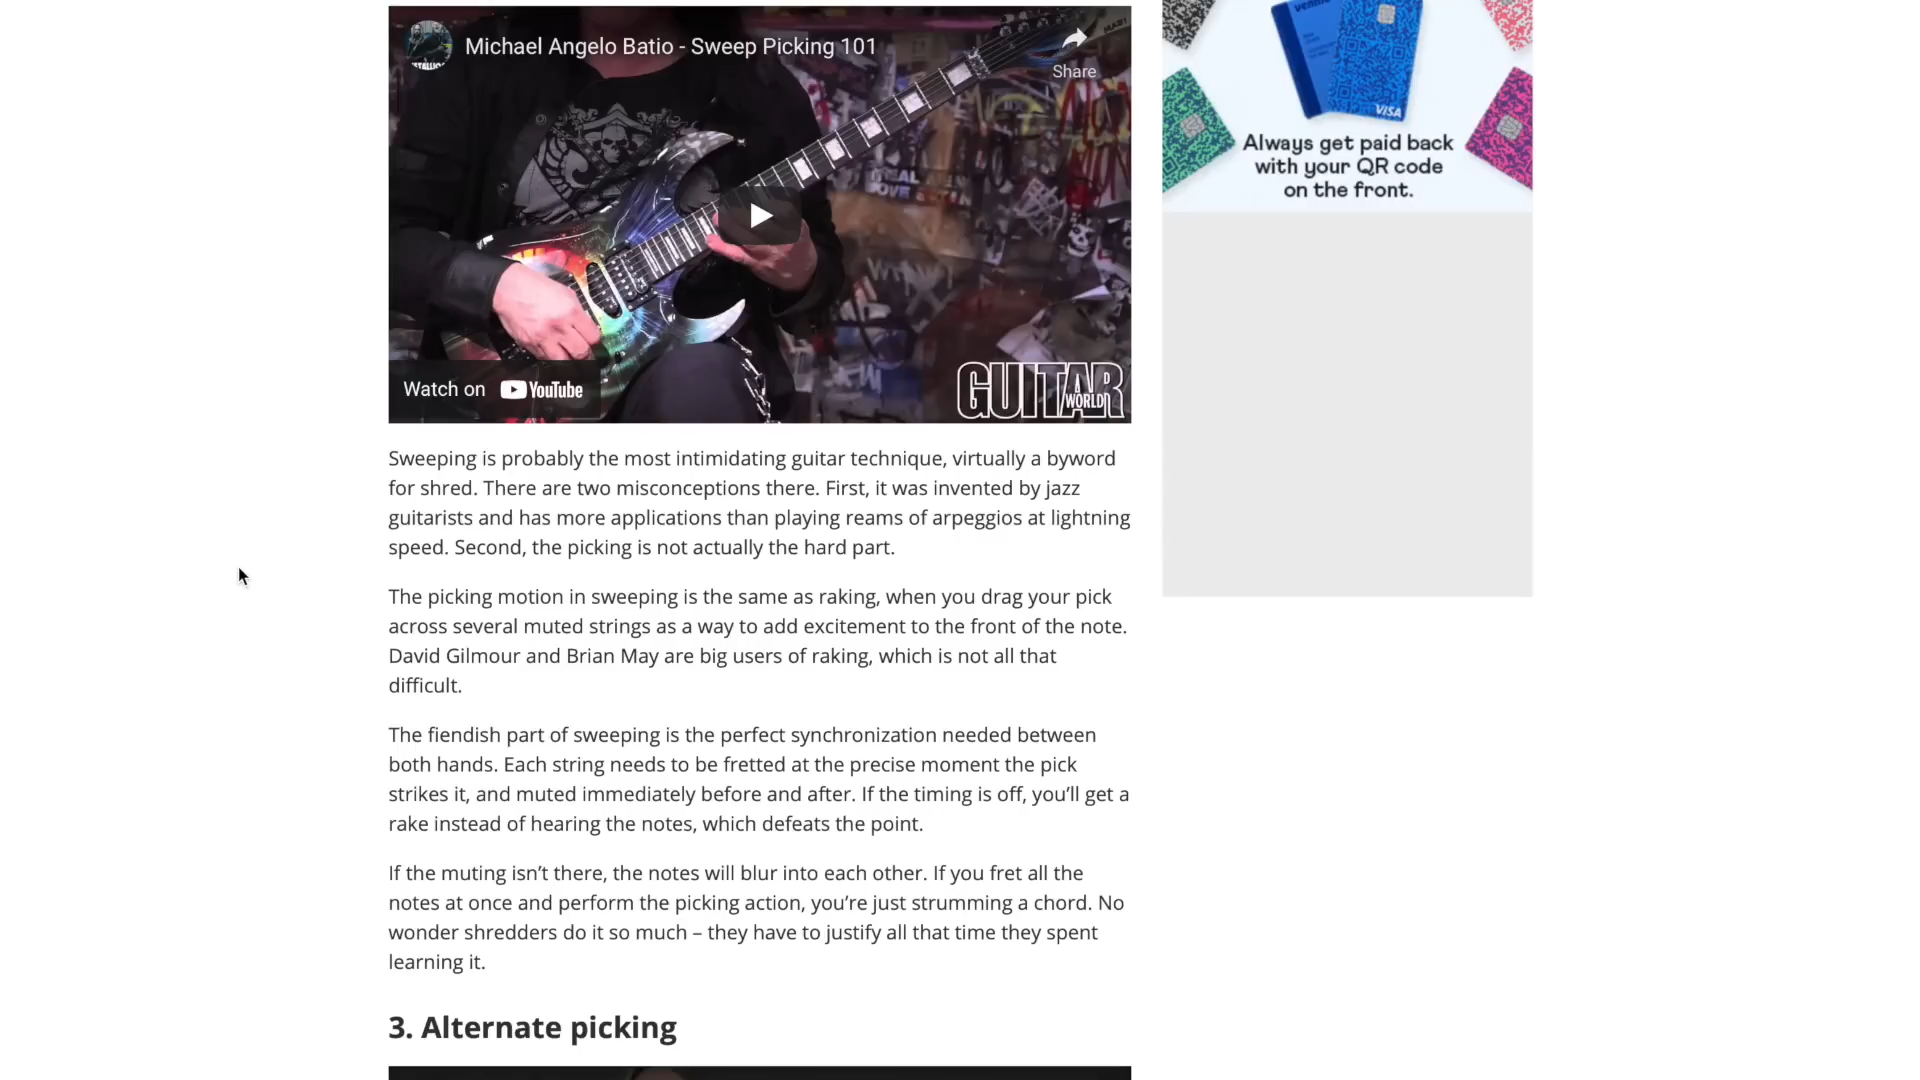 Michael Angelo Batio - Sweep Picking 101
Share
Watch on YouTube
GUITAR
WORLD
VISA
Always get paid back
with your QR code
on the front.
Sweeping is probably the most intimidating guitar technique, virtually a byword
for shred. There are two misconceptions there. First, it was invented by jazz
guitarists and has more applications than playing reams of arpeggios at lightning
speed. Second, the picking is not actually the hard part.
The picking motion in sweeping is the same as raking, when you drag your pick
across several muted strings as a way to add excitement to the front of the note.
David Gilmour and Brian May are big users of raking, which is not all that
difficult.
The fiendish part of sweeping is the perfect synchronization needed between
both hands. Each string needs to be fretted at the precise moment the pick
strikes it, and muted immediately before and after. If the timing is off, you’ll get a
rake instead of hearing the notes, which defeats the point.
If the muting isn’t there, the notes will blur into each other. If you fret all the
notes at once and perform the picking action, you’re just strumming a chord. No
wonder shredders do it so much – they have to justify all that time they spent
learning it.
3. Alternate picking